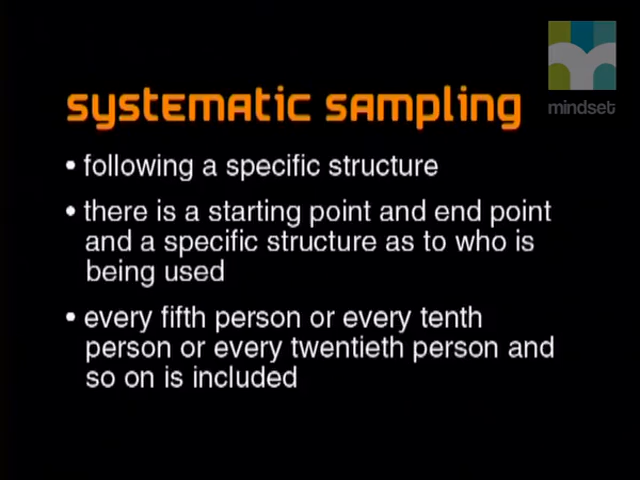 mindset
systematic sampling
• following a specific structure
• there is a starting point and end point
and a specific structure as to who is
being used
• every fifth person or every tenth
person or every twentieth person and
so on is included